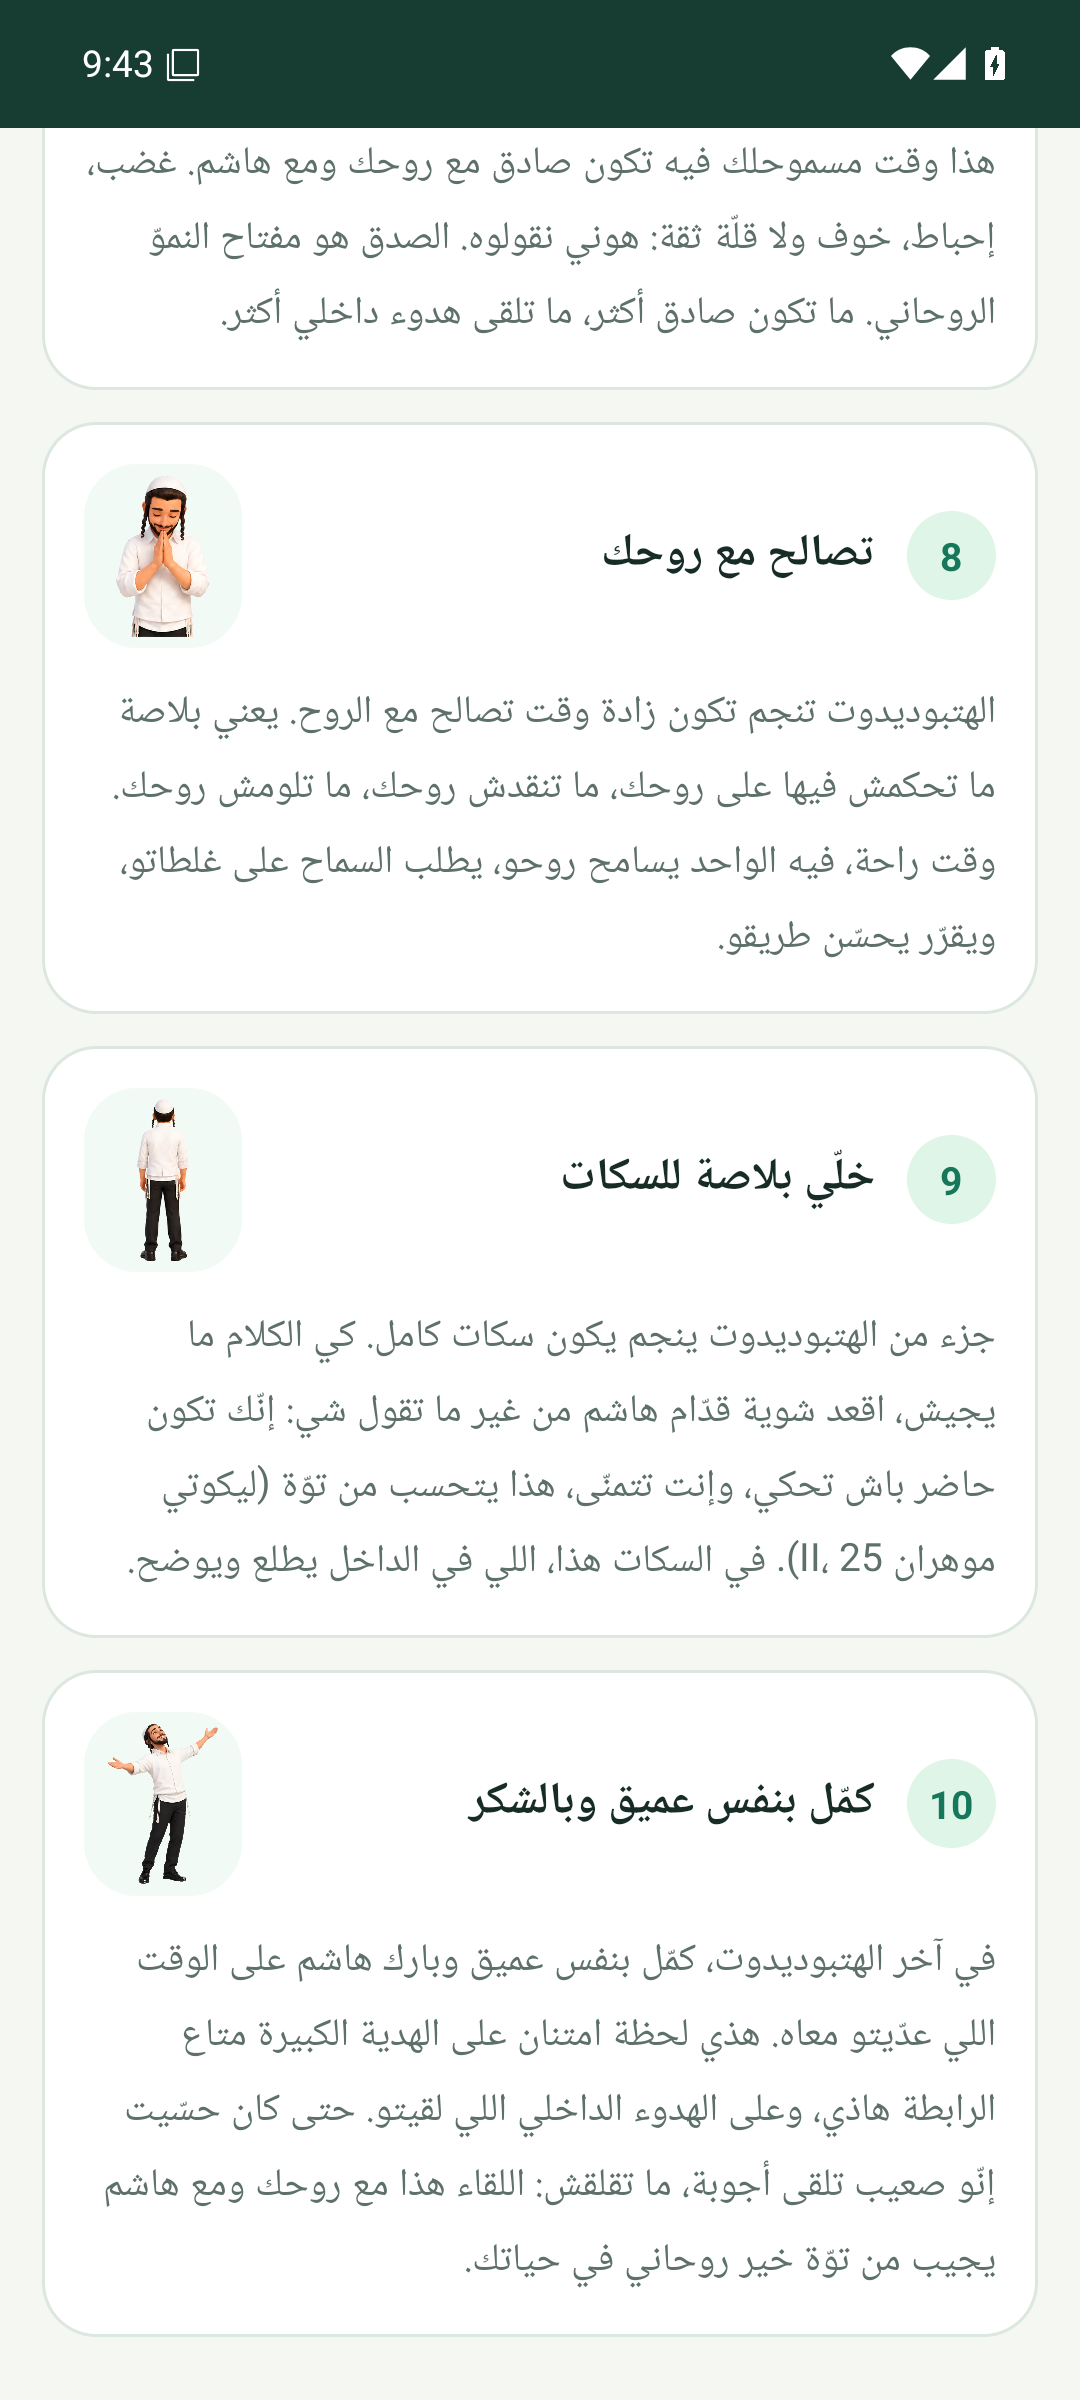 9:43
هذا وقت مسموحلك فيه تكون صادق مع روحك ومع هاشم. غضب،
إحباط، خوف ولا قلّة ثقة: هوني نقولوه. الصدق هو مفتاح النموّ
الروحاني. ما تكون صادق أكثر، ما تلقى هدوء داخلي أكثر.
8
تصالح مع روحك
الهتبوديدوت تنجم تكون زادة وقت تصالح مع الروح. يعني بلاصة
ما تحكمش فيها على روحك، ما تنقدش روحك، ما تلومش روحك.
وقت راحة، فيه الواحد يسامح روحو، يطلب السماح على غلطاتو،
ويقرّر يحسّن طريقو.
9
خلّي بلاصة للسكات
جزء من الهتبوديدوت ينجم يكون سكات كامل. كي الكلام ما
يجيش، اقعد شوية قدّام هاشم من غير ما تقول شي: إنّك تكون
حاضر باش تحكي، وإنت تتمنّى، هذا يتحسب من توّة (ليكوتي
موهران II، 25). في السكات هذا، اللي في الداخل يطلع ويوضح.
10
كمّل بنفس عميق وبالشكر
في آخر الهتبوديدوت، كمّل بنفس عميق وبارك هاشم على الوقت
اللي عدّيتو معاه. هذي لحظة امتنان على الهدية الكبيرة متاع
الرابطة هاذي، وعلى الهدوء الداخلي اللي لقيتو. حتى كان حسّيت
إنّو صعيب تلقى أجوبة، ما تقلقش: اللقاء هذا مع روحك ومع هاشم
يجيب من توّة خير روحاني في حياتك.